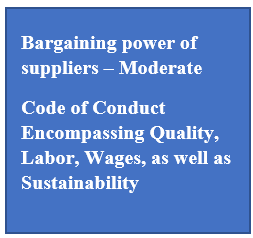 Bargaining power of
suppliers – Moderate
Code of Conduct
Encompassing Quality,
Labor, Wages, as well as
Sustainability